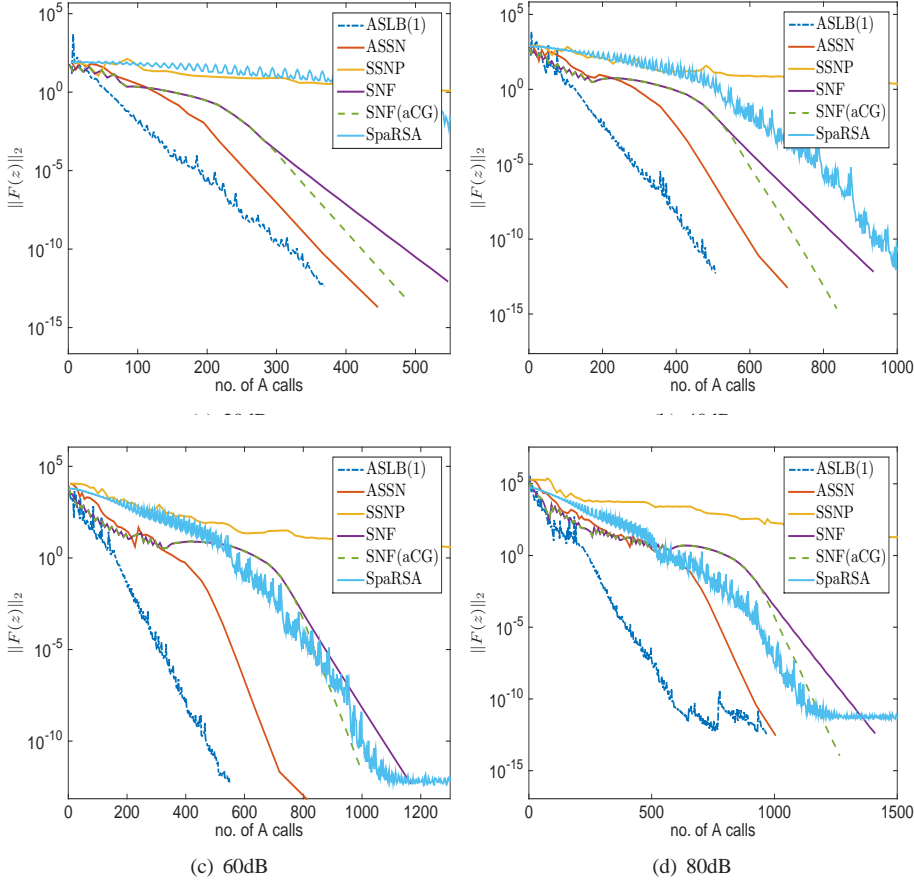 ASLB(1)
ASSN
SSNP
SNF
SNF(aCG)
SpaRSA
10^0
10^-5
10^-10
10^-15
||F(z)||_2
0 100 200 300 400 500
no. of A calls
ASLB(1)
ASSN
SSNP
SNF
SNF(aCG)
SpaRSA
10^5
10^0
10^-5
10^-10
10^-15
||F(z)||_2
0 200 400 600 800 1000
no. of A calls
ASLB(1)
ASSN
SSNP
SNF
SNF(aCG)
SpaRSA
10^5
10^0
10^-5
10^-10
||F(z)||_2
0 200 400 600 800 1000 1200
no. of A calls
(c) 60dB
ASLB(1)
ASSN
SSNP
SNF
SNF(aCG)
SpaRSA
10^5
10^0
10^-5
10^-10
10^-15
||F(z)||_2
0 500 1000 1500
no. of A calls
(d) 80dB